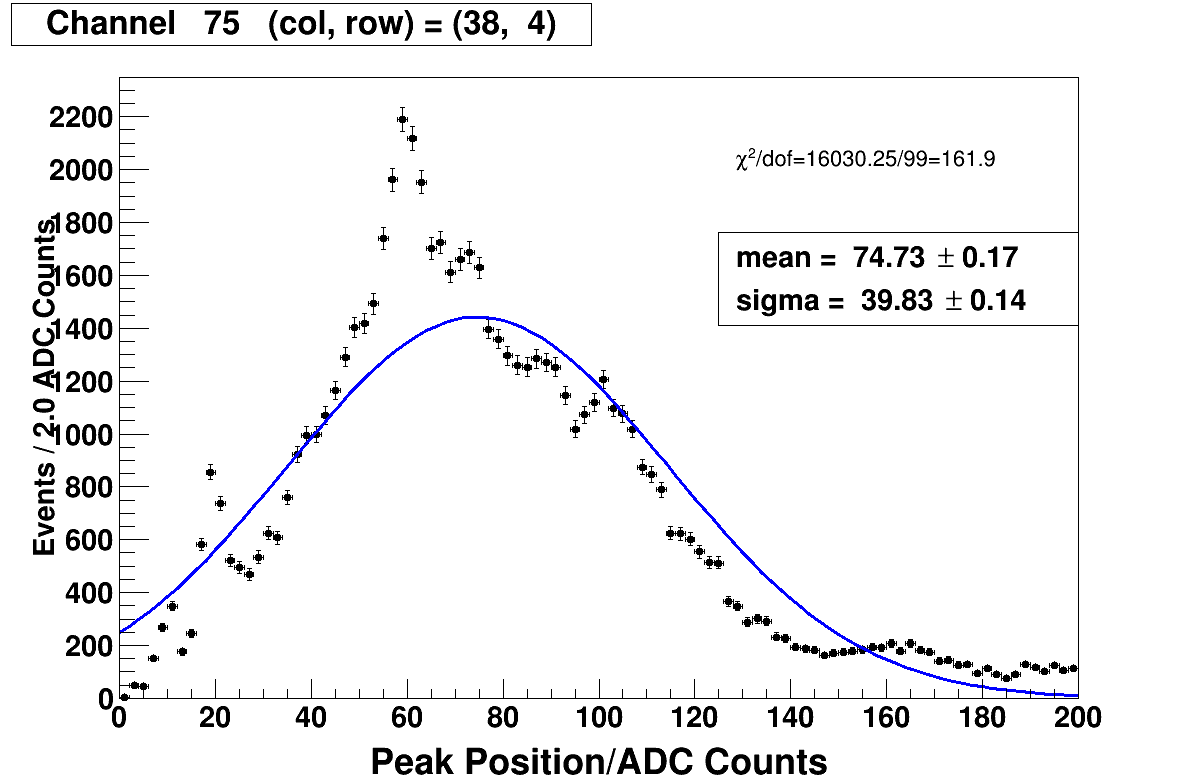 Channel 75 (col, row) = (38, 4)
2200
2000
1800
1600
1400
1200
1000
800
600
400
200
0
Events / 2.0 ADC Counts
χ²/dof=16030.25/99=161.9
mean = 74.73 ± 0.17
sigma = 39.83 ± 0.14
0 20 40 60 80 100 120 140 160 180 200
Peak Position/ADC Counts